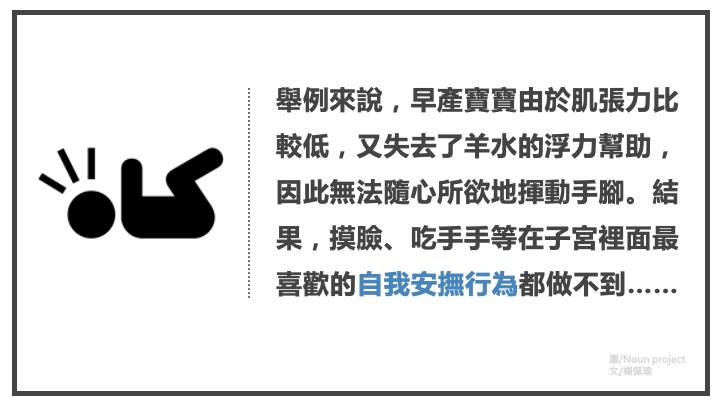 舉例來說，早產寶寶由於肌張力比
較低，又失去了羊水的浮力幫助，
因此無法隨心所欲地揮動手腳。結
果，摸臉、吃手手等在子宮裡面最
喜歡的自我安撫行為都做不到……
圖/Noun project
文/楊佩瑜